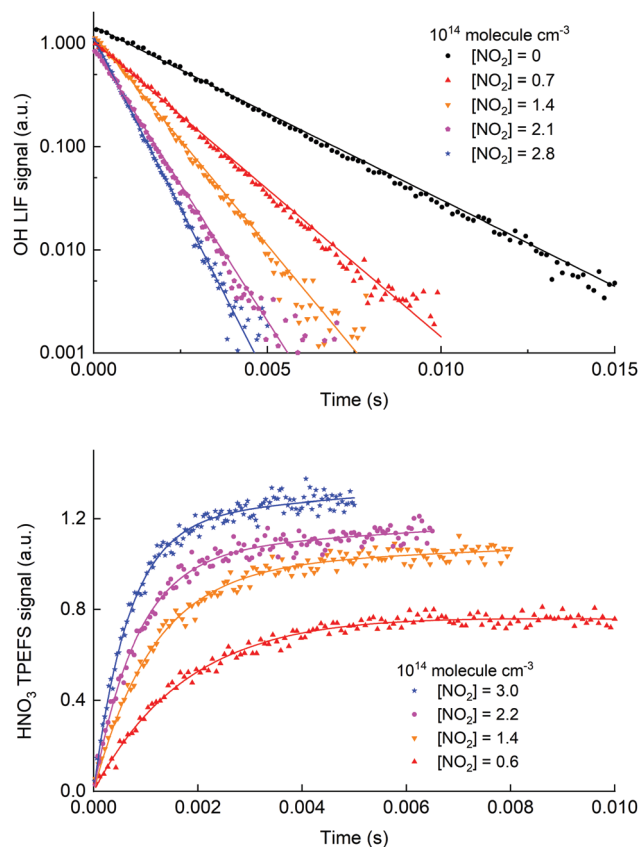 10¹⁴ molecule cm⁻³
[NO₂] = 0
[NO₂] = 0.7
[NO₂] = 1.4
[NO₂] = 2.1
[NO₂] = 2.8
OH LIF signal (a.u.)
1.000
0.100
0.010
0.001
0.000 0.005 0.010 0.015
Time (s)
HNO₃ TPEFS signal (a.u.)
1.2
0.8
0.4
0.0
10¹⁴ molecule cm⁻³
[NO₂] = 3.0
[NO₂] = 2.2
[NO₂] = 1.4
[NO₂] = 0.6
0.000 0.002 0.004 0.006 0.008 0.010
Time (s)